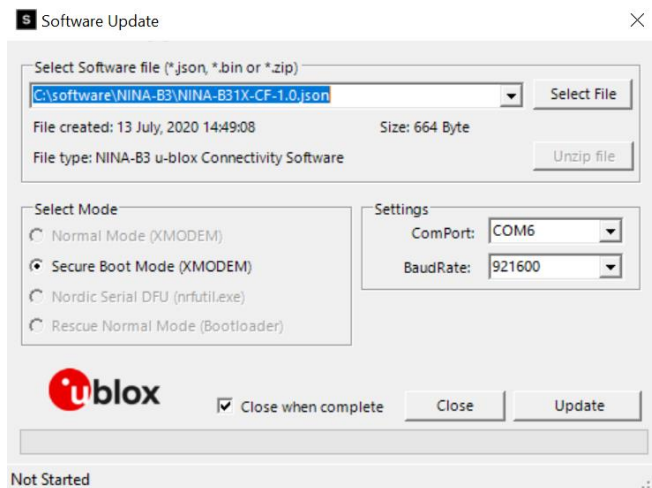 S Software Update
Select Software file (*.json, *.bin or *.zip)
C:\software\NINA-B3\NINA-B31X-CF-1.0.json
Select File
File created: 13 July, 2020 14:49:08 Size: 664 Byte
File type: NINA-B3 u-blox Connectivity Software
Unzip file
Select Mode
Normal Mode (XMODEM)
Secure Boot Mode (XMODEM)
Nordic Serial DFU (nrfutil.exe)
Rescue Normal Mode (Bootloader)
Settings
ComPort: COM6
BaudRate: 921600
ublox
Close when complete
Close
Update
Not Started